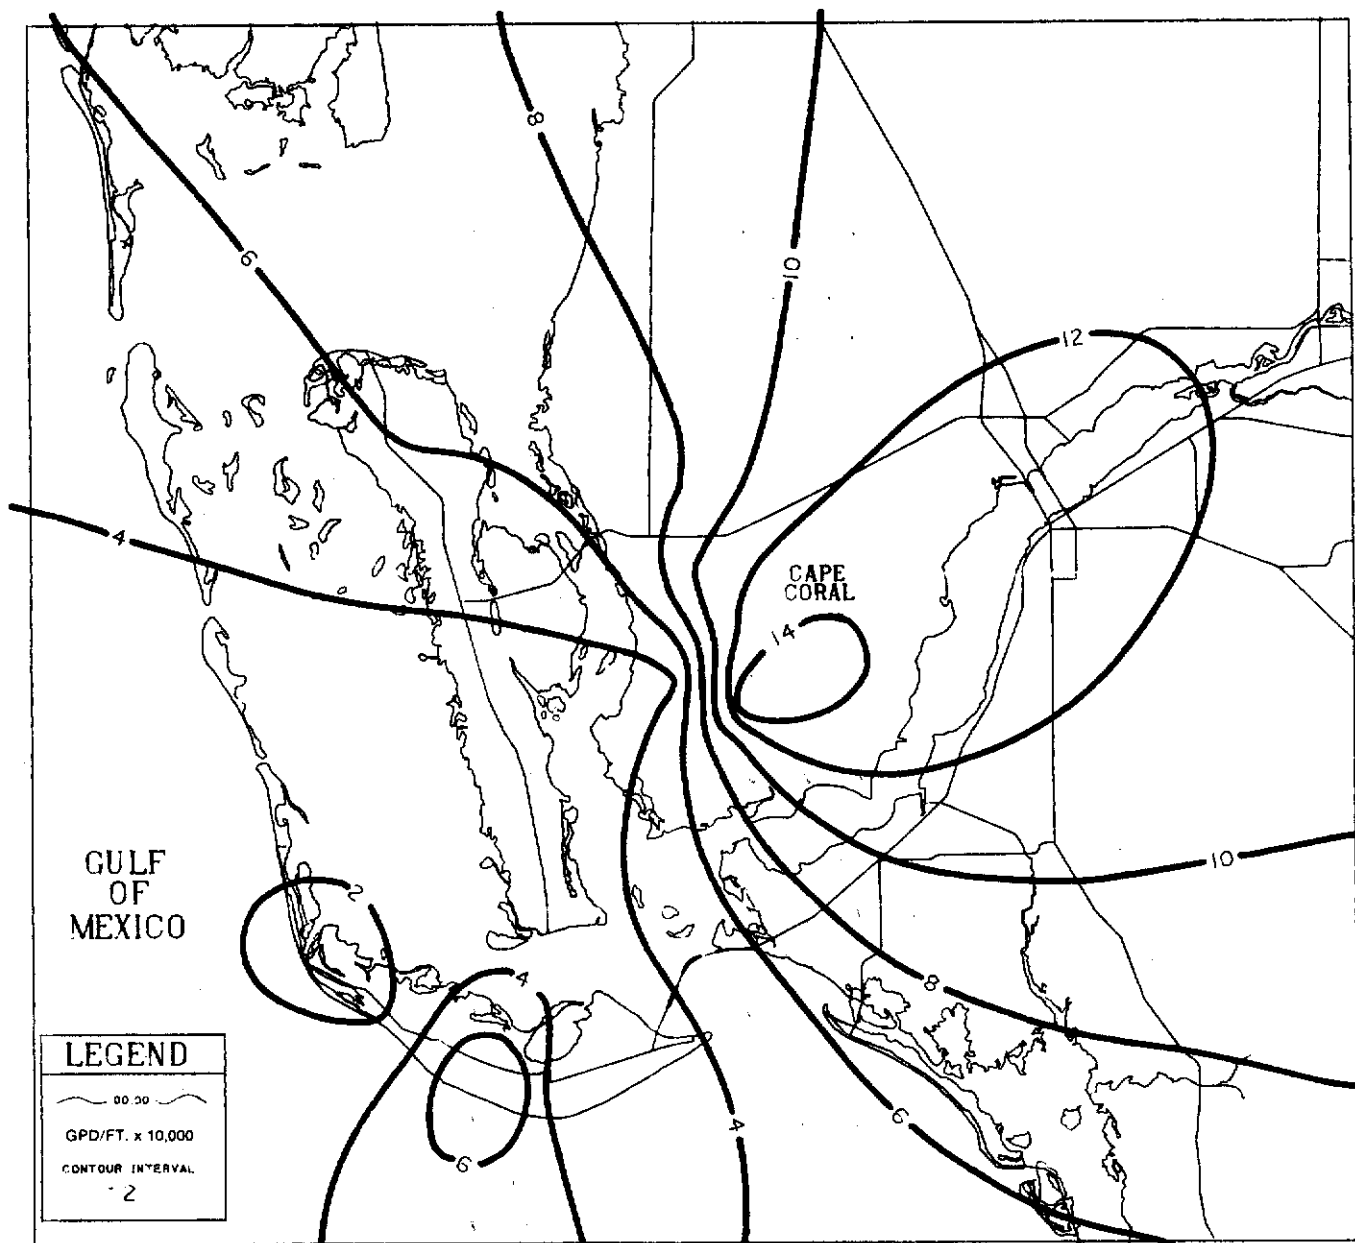 8
10
6
12
4
CAPE
CORAL
14
GULF
OF
MEXICO
2
10
4
8
LEGEND
00.00
GPD/FT. x 10,000
CONTOUR INTERVAL
2
6
4
6